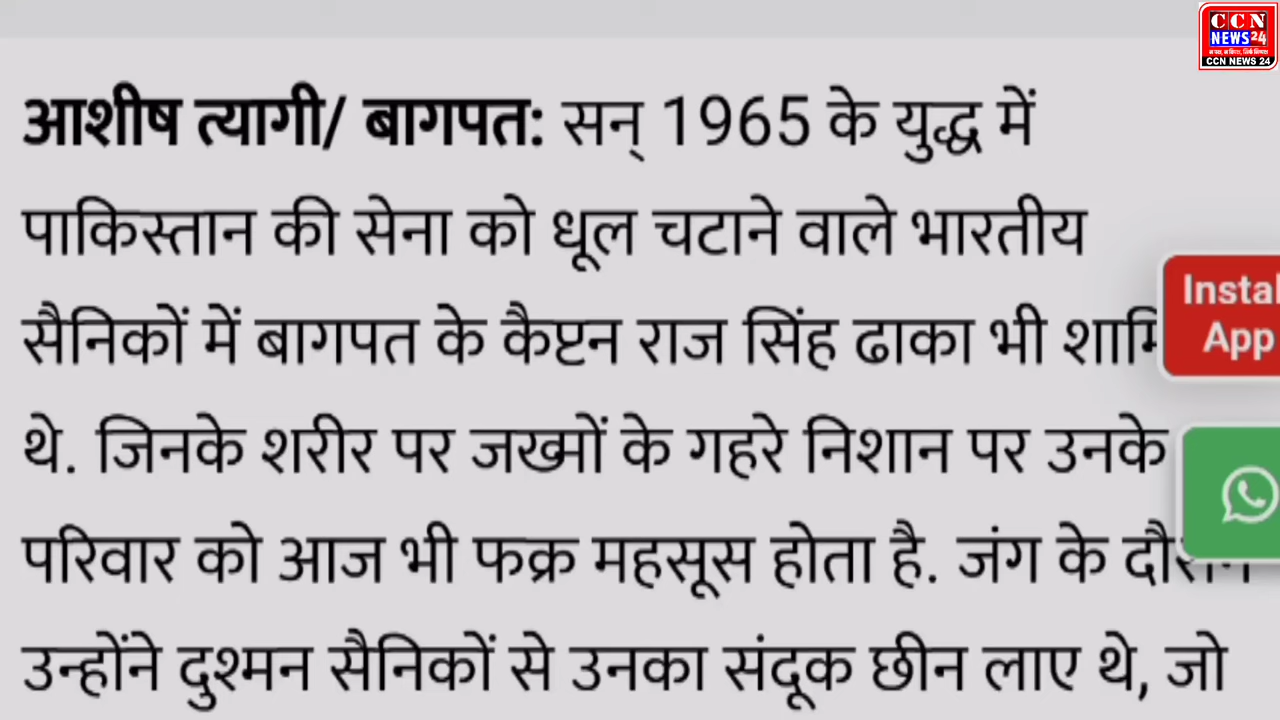 CCN
NEWS24
CCN NEWS 24
आशीष त्यागी/ बागपत: सन् 1965 के युद्ध में
पाकिस्तान की सेना को धूल चटाने वाले भारतीय
सैनिकों में बागपत के कैप्टन राज सिंह ढाका भी
थे. जिनके शरीर पर जख्मों के गहरे निशान पर उनके
परिवार को आज भी फक्र महसूस होता है. जंग के दौरान
उन्होंने दुश्मन सैनिकों से उनका संदूक छीन लाए थे, जो
Instal
App